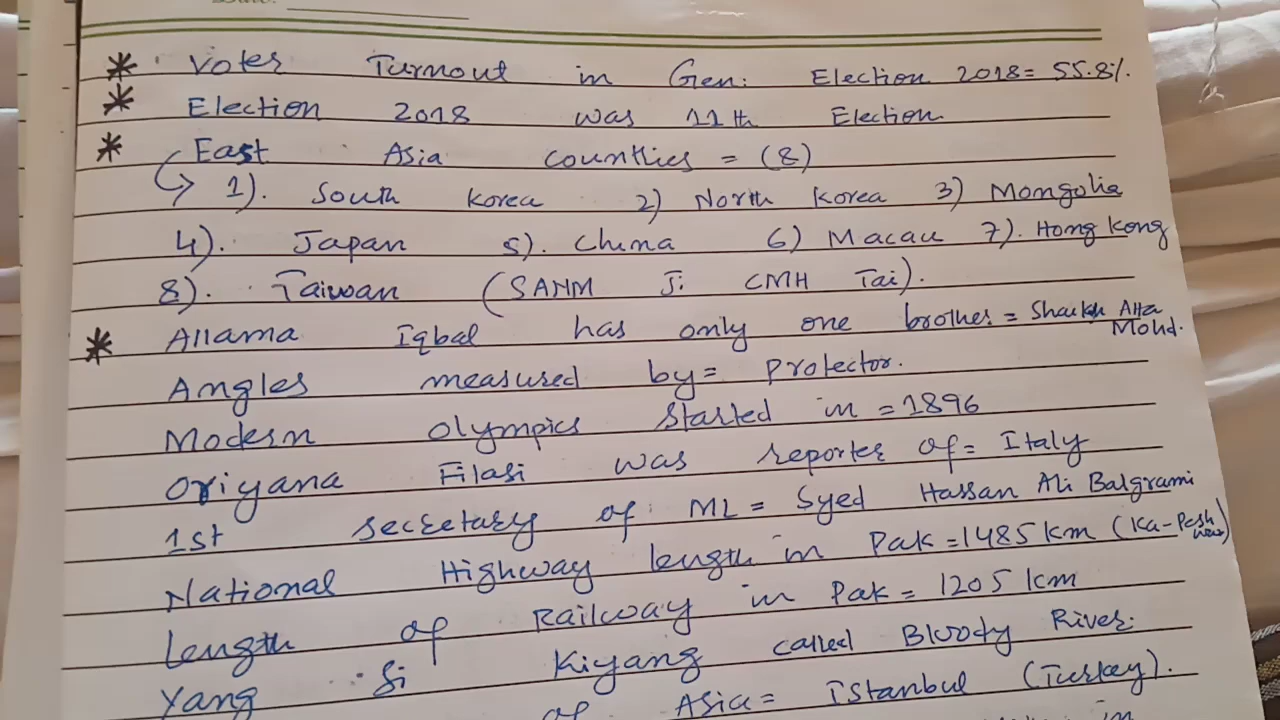 * Voter Turnout in Gen: Election 2018= 55.8%.
* Election 2018 was 11th Election
* East Asia countries = (8)
→ 1). South Korea 2) North Korea 3) Mongolia
4). Japan 5). China 6) Macau 7). Hong Kong
8). Taiwan (SANM Ji CMH Tai).
* Allama Iqbal has only one brother = Shaikh Atta Mohd.
Angles measured by= Protector.
Modern olympics started in = 1896
Oriyana Filasi was reporter of= Italy
1st secretary of ML = Syed Hassan Ali Balgrami
National Highway length in Pak =1485 km (Ka-Peshwar)
Length of Railway in Pak = 1205 km
Yang Si Kiyang called Bloody River.
of Asia = Istanbul (Turkey).
in